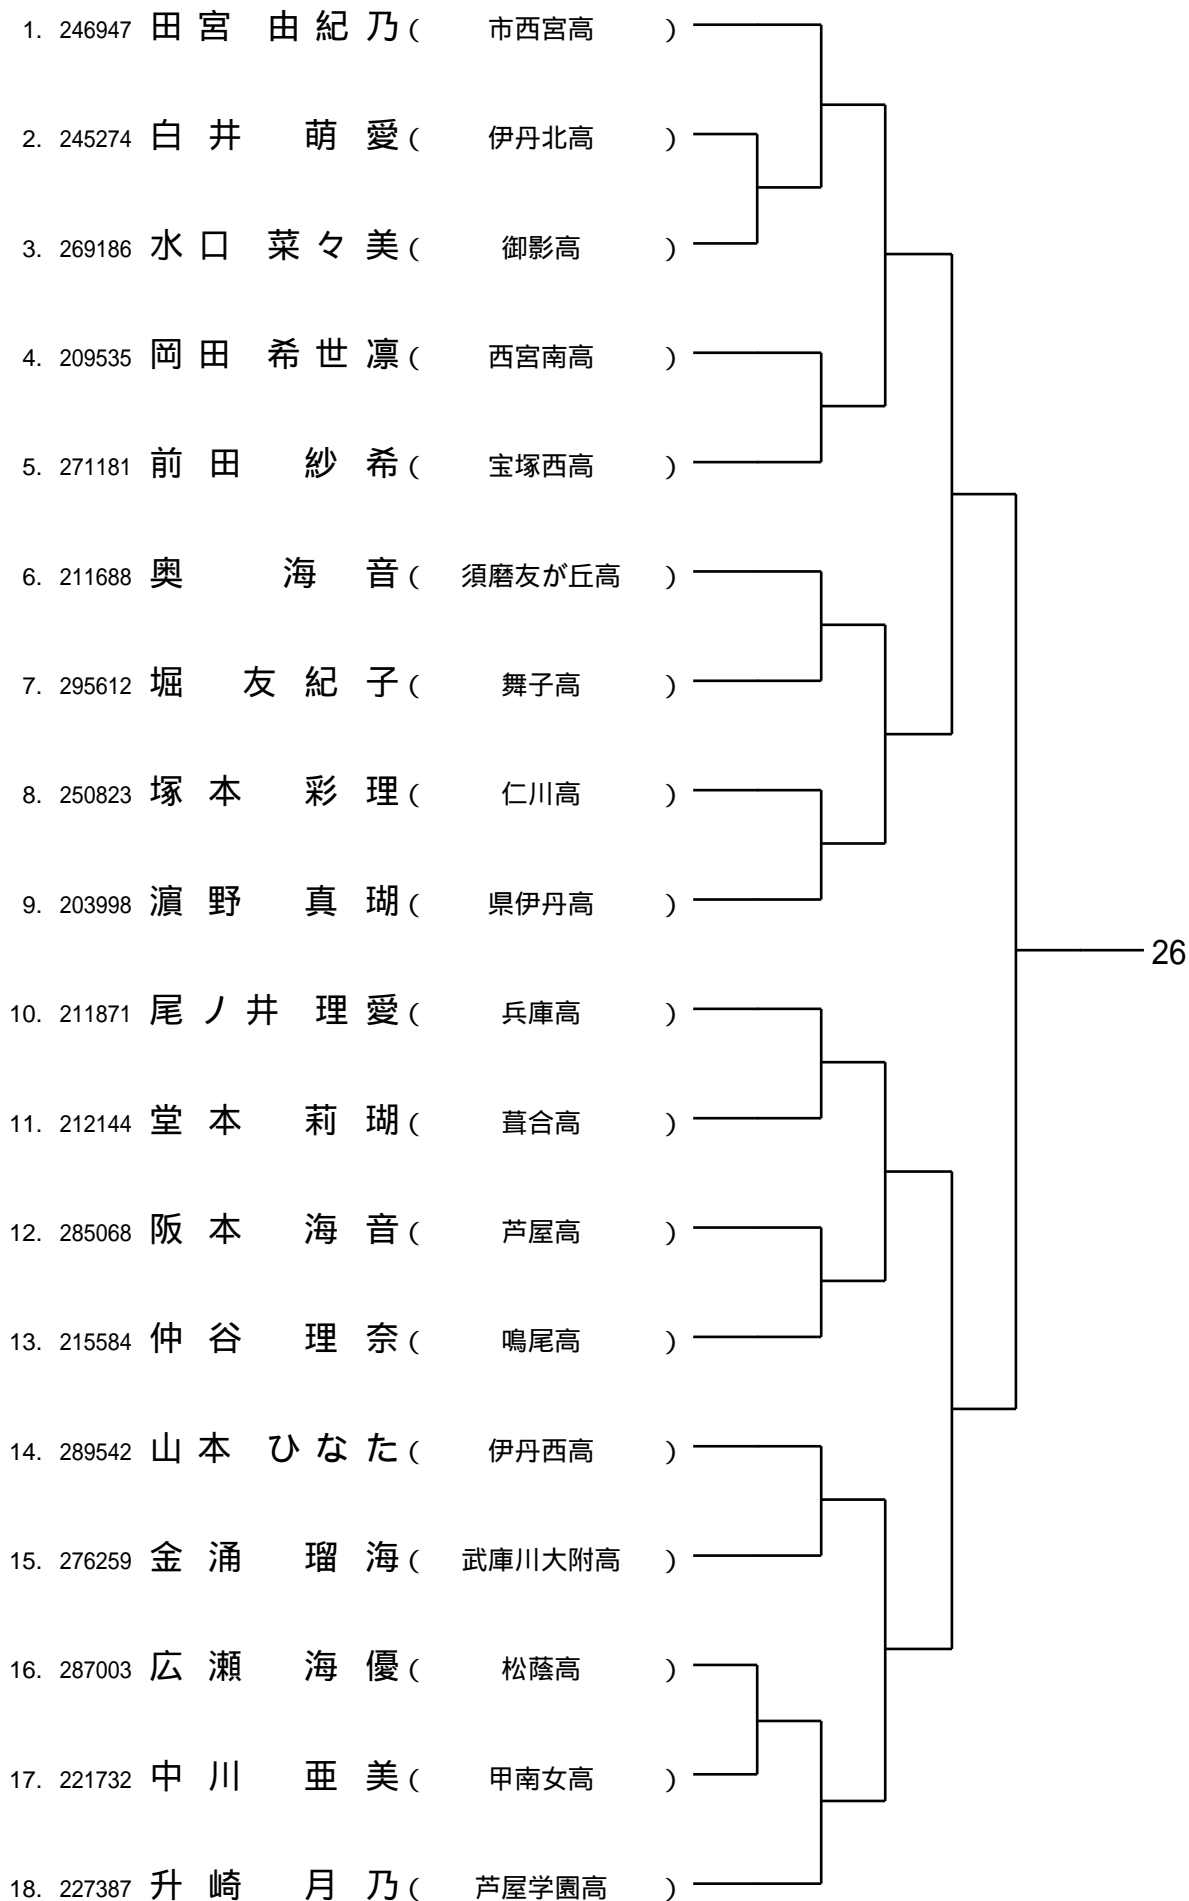 1. 246947 田宮 由紀乃 ( 市西宮高 )
2. 245274 白井 萌愛 ( 伊丹北高 )
3. 269186 水口 菜々美 ( 御影高 )
4. 209535 岡田 希世凛 ( 西宮南高 )
5. 271181 前田 紗希 ( 宝塚西高 )
6. 211688 奥 海音 ( 須磨友が丘高 )
7. 295612 堀 友紀子 ( 舞子高 )
8. 250823 塚本 彩理 ( 仁川高 )
9. 203998 濵野 真瑚 ( 県伊丹高 )
26
10. 211871 尾ノ井 理愛 ( 兵庫高 )
11. 212144 堂本 莉瑚 ( 葺合高 )
12. 285068 阪本 海音 ( 芦屋高 )
13. 215584 仲谷 理奈 ( 鳴尾高 )
14. 289542 山本 ひなた ( 伊丹西高 )
15. 276259 金涌 瑠海 ( 武庫川大附高 )
16. 287003 広瀬 海優 ( 松蔭高 )
17. 221732 中川 亜美 ( 甲南女高 )
18. 227387 升崎 月乃 ( 芦屋学園高 )